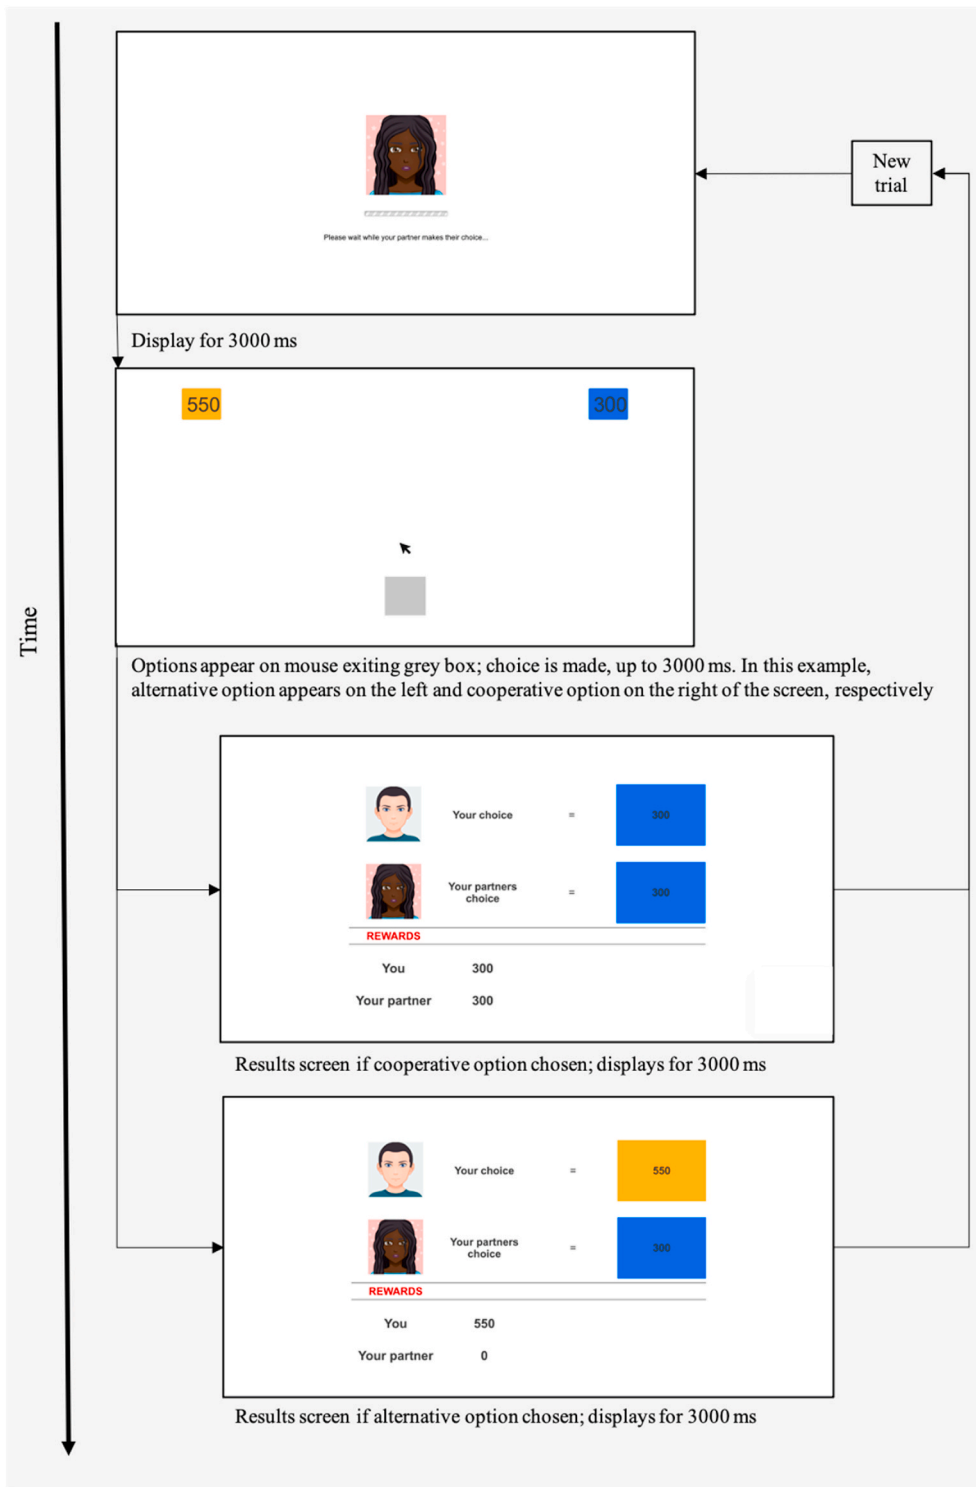 Time
New
trial
Please wait while your partner makes their choice...
Display for 3000 ms
550
300
Options appear on mouse exiting grey box; choice is made, up to 3000 ms. In this example,
alternative option appears on the left and cooperative option on the right of the screen, respectively
Your choice = 300
Your partners
choice = 300
REWARDS
You 300
Your partner 300
Results screen if cooperative option chosen; displays for 3000 ms
Your choice = 550
Your partners
choice = 300
REWARDS
You 550
Your partner 0
Results screen if alternative option chosen; displays for 3000 ms